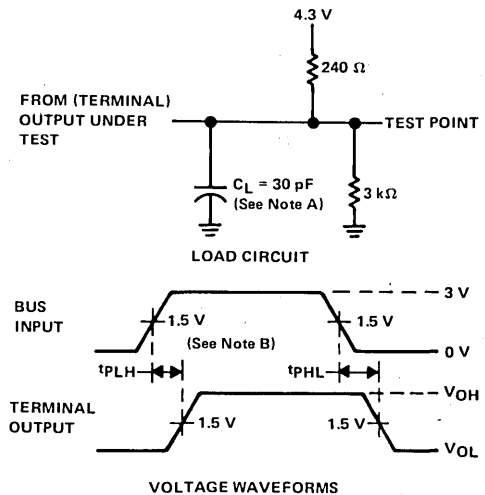 4.3 V
240 Ω
FROM (TERMINAL)
OUTPUT UNDER
TEST
TEST POINT
CL = 30 pF
(See Note A)
3 kΩ
LOAD CIRCUIT
BUS
INPUT
3 V
1.5 V
1.5 V
(See Note B)
0 V
tPLH
tPHL
TERMINAL
OUTPUT
VOH
1.5 V
1.5 V
VOL
VOLTAGE WAVEFORMS